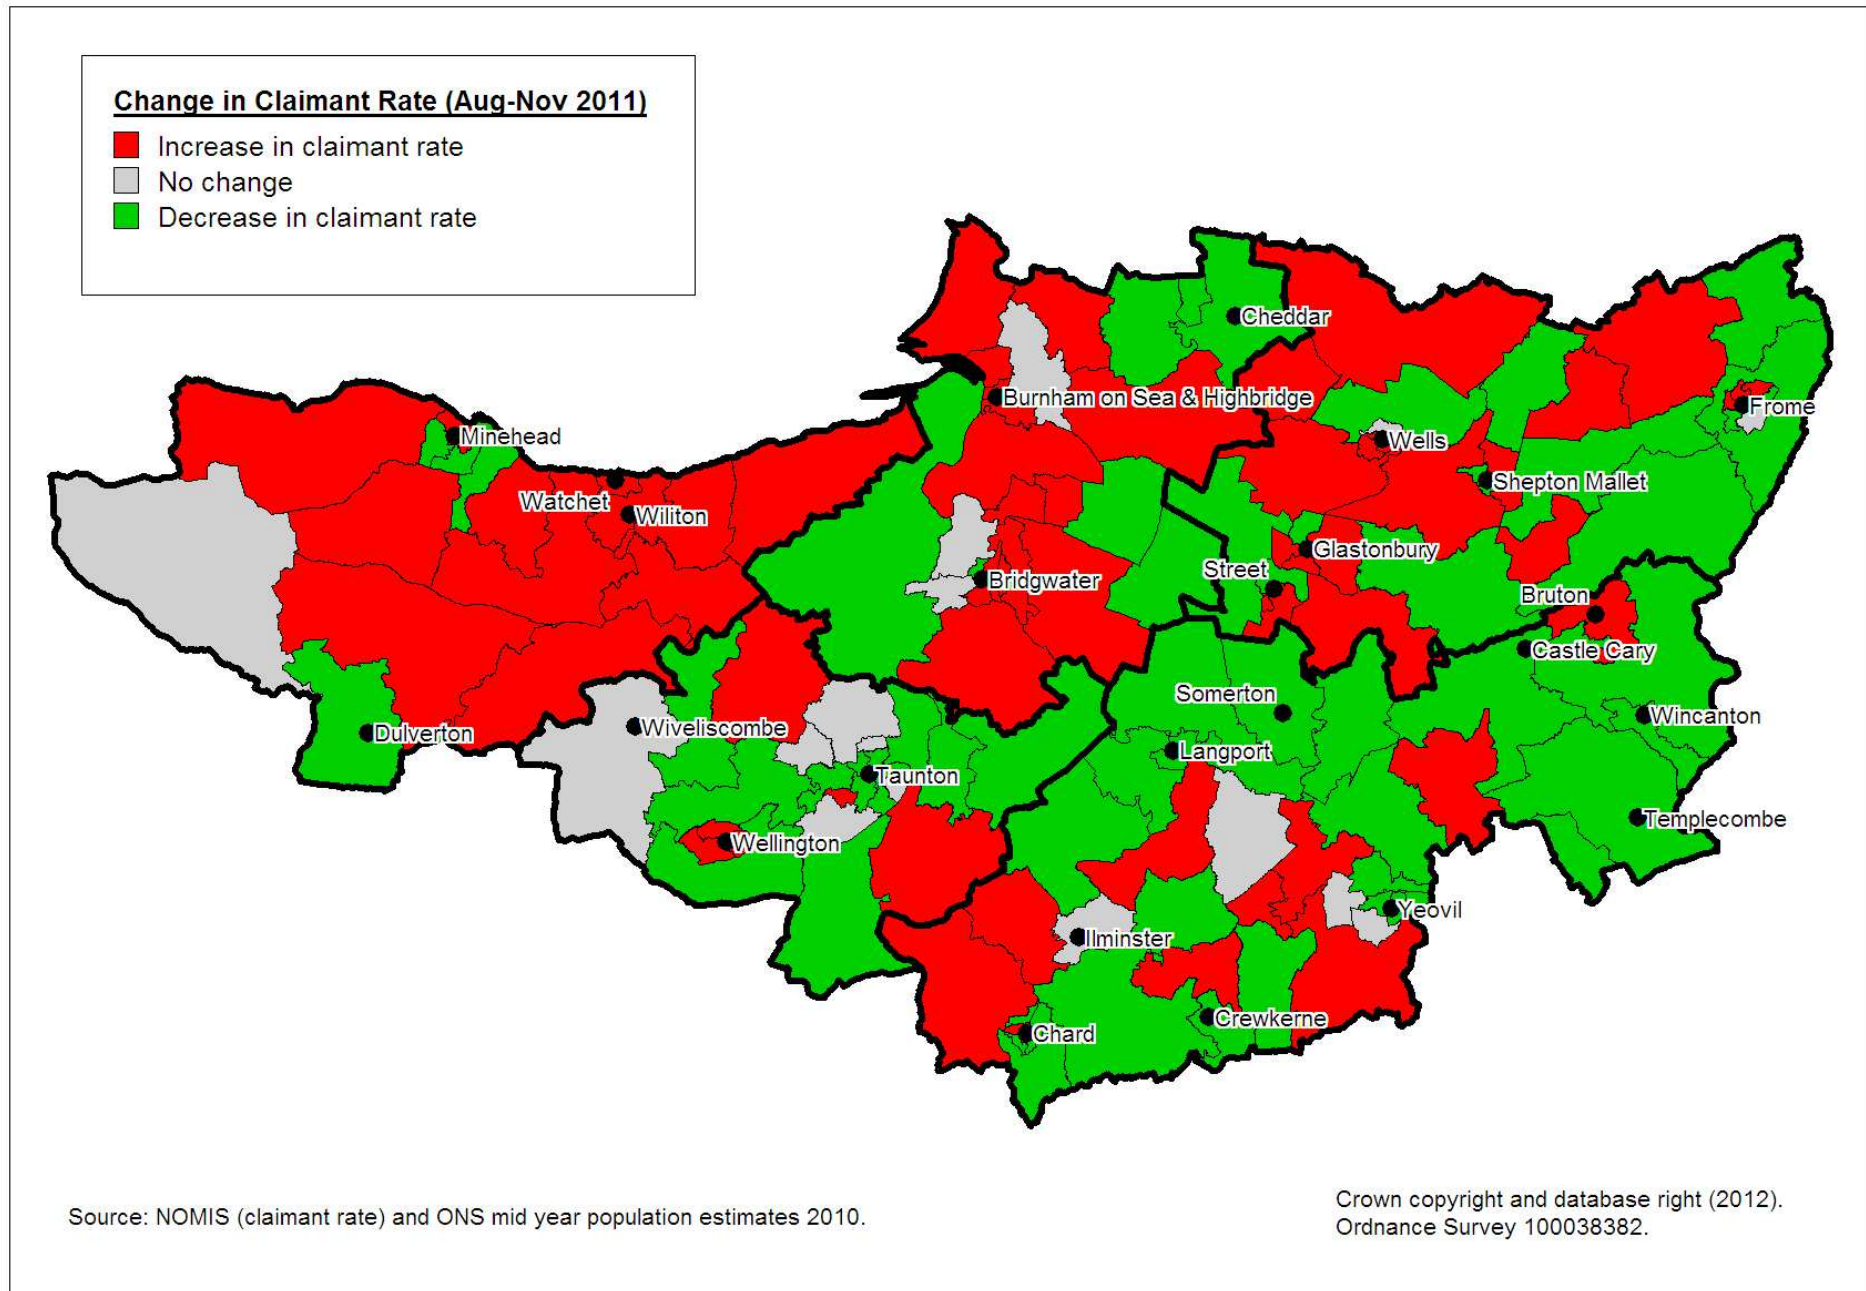 Change in Claimant Rate (Aug-Nov 2011)
Increase in claimant rate
No change
Decrease in claimant rate
Cheddar
Burnham on Sea & Highbridge
Frome
Minehead
Wells
Shepton Mallet
Watchet
Wiliton
Glastonbury
Street
Bridgwater
Bruton
Castle Cary
Somerton
Wincanton
Wiveliscombe
Dulverton
Langport
Taunton
Templecombe
Wellington
Yeovil
Ilminster
Crewkerne
Chard
Source: NOMIS (claimant rate) and ONS mid year population estimates 2010.
Crown copyright and database right (2012).
Ordnance Survey 100038382.